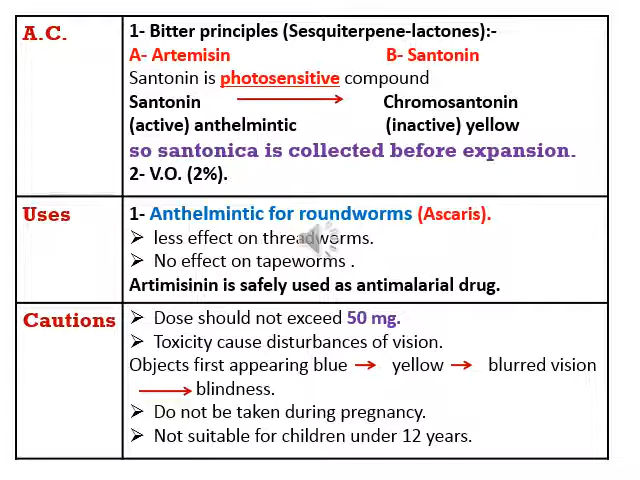 A.C.
1- Bitter principles (Sesquiterpene-lactones):-
A- Artemisin B- Santonin
Santonin is photosensitive compound
Santonin Chromosantonin
(active) anthelmintic (inactive) yellow
so santonica is collected before expansion.
2- V.O. (2%).
Uses
1- Anthelmintic for roundworms (Ascaris).
➢ less effect on threadworms.
➢ No effect on tapeworms .
Artimisinin is safely used as antimalarial drug.
Cautions
➢ Dose should not exceed 50 mg.
➢ Toxicity cause disturbances of vision.
Objects first appearing blue → yellow → blurred vision
→ blindness.
➢ Do not be taken during pregnancy.
➢ Not suitable for children under 12 years.